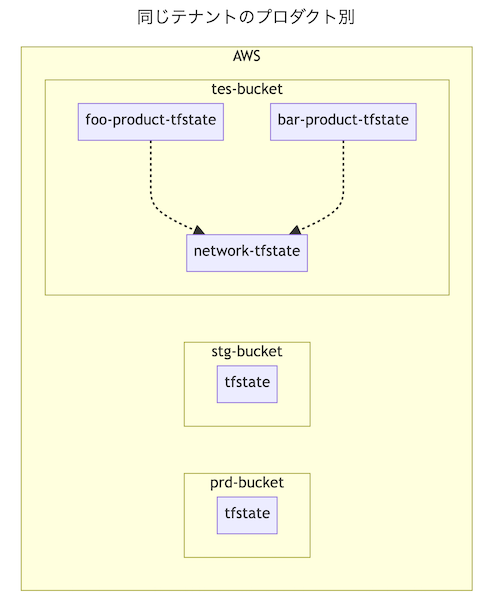 同じテナントのプロダクト別
AWS
tes-bucket
foo-product-tfstate
bar-product-tfstate
network-tfstate
stg-bucket
tfstate
prd-bucket
tfstate